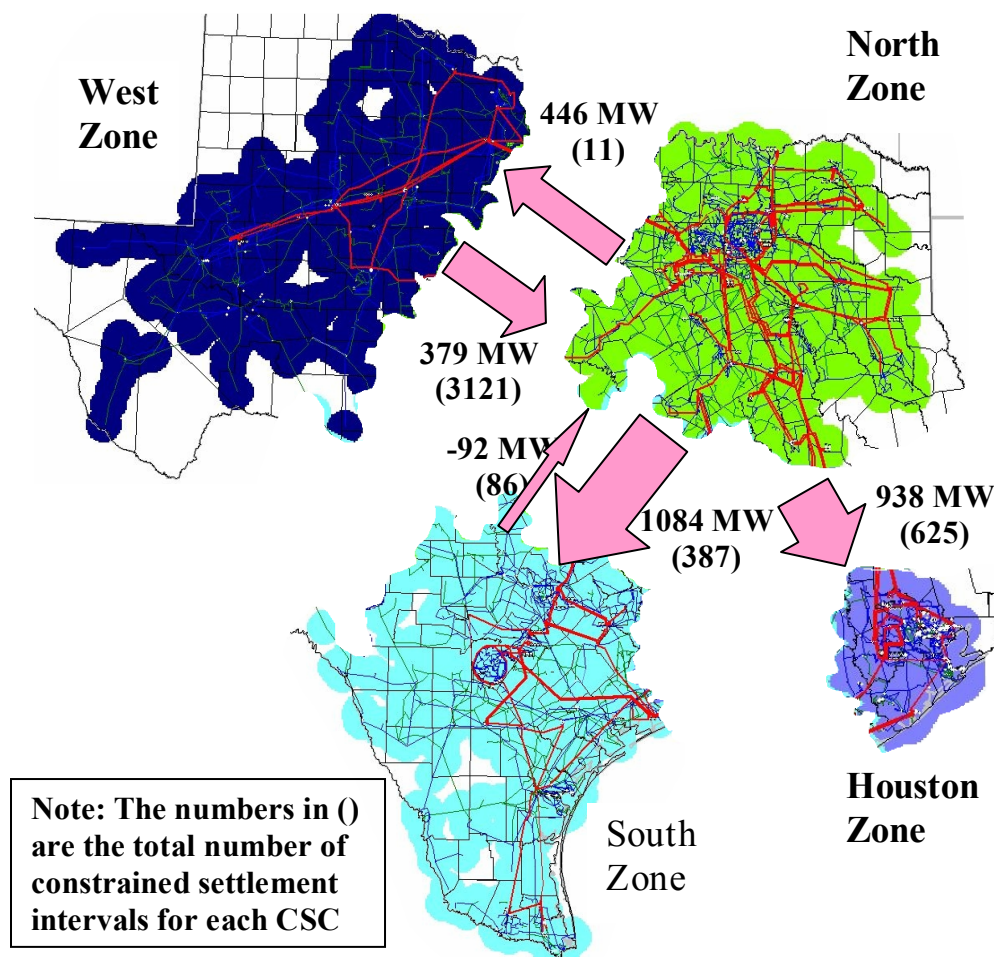 North
Zone
West
Zone
446 MW
(11)
379 MW
(3121)
-92 MW
(86)
1084 MW
(387)
938 MW
(625)
Houston
Zone
South
Zone
Note: The numbers in ()
are the total number of
constrained settlement
intervals for each CSC